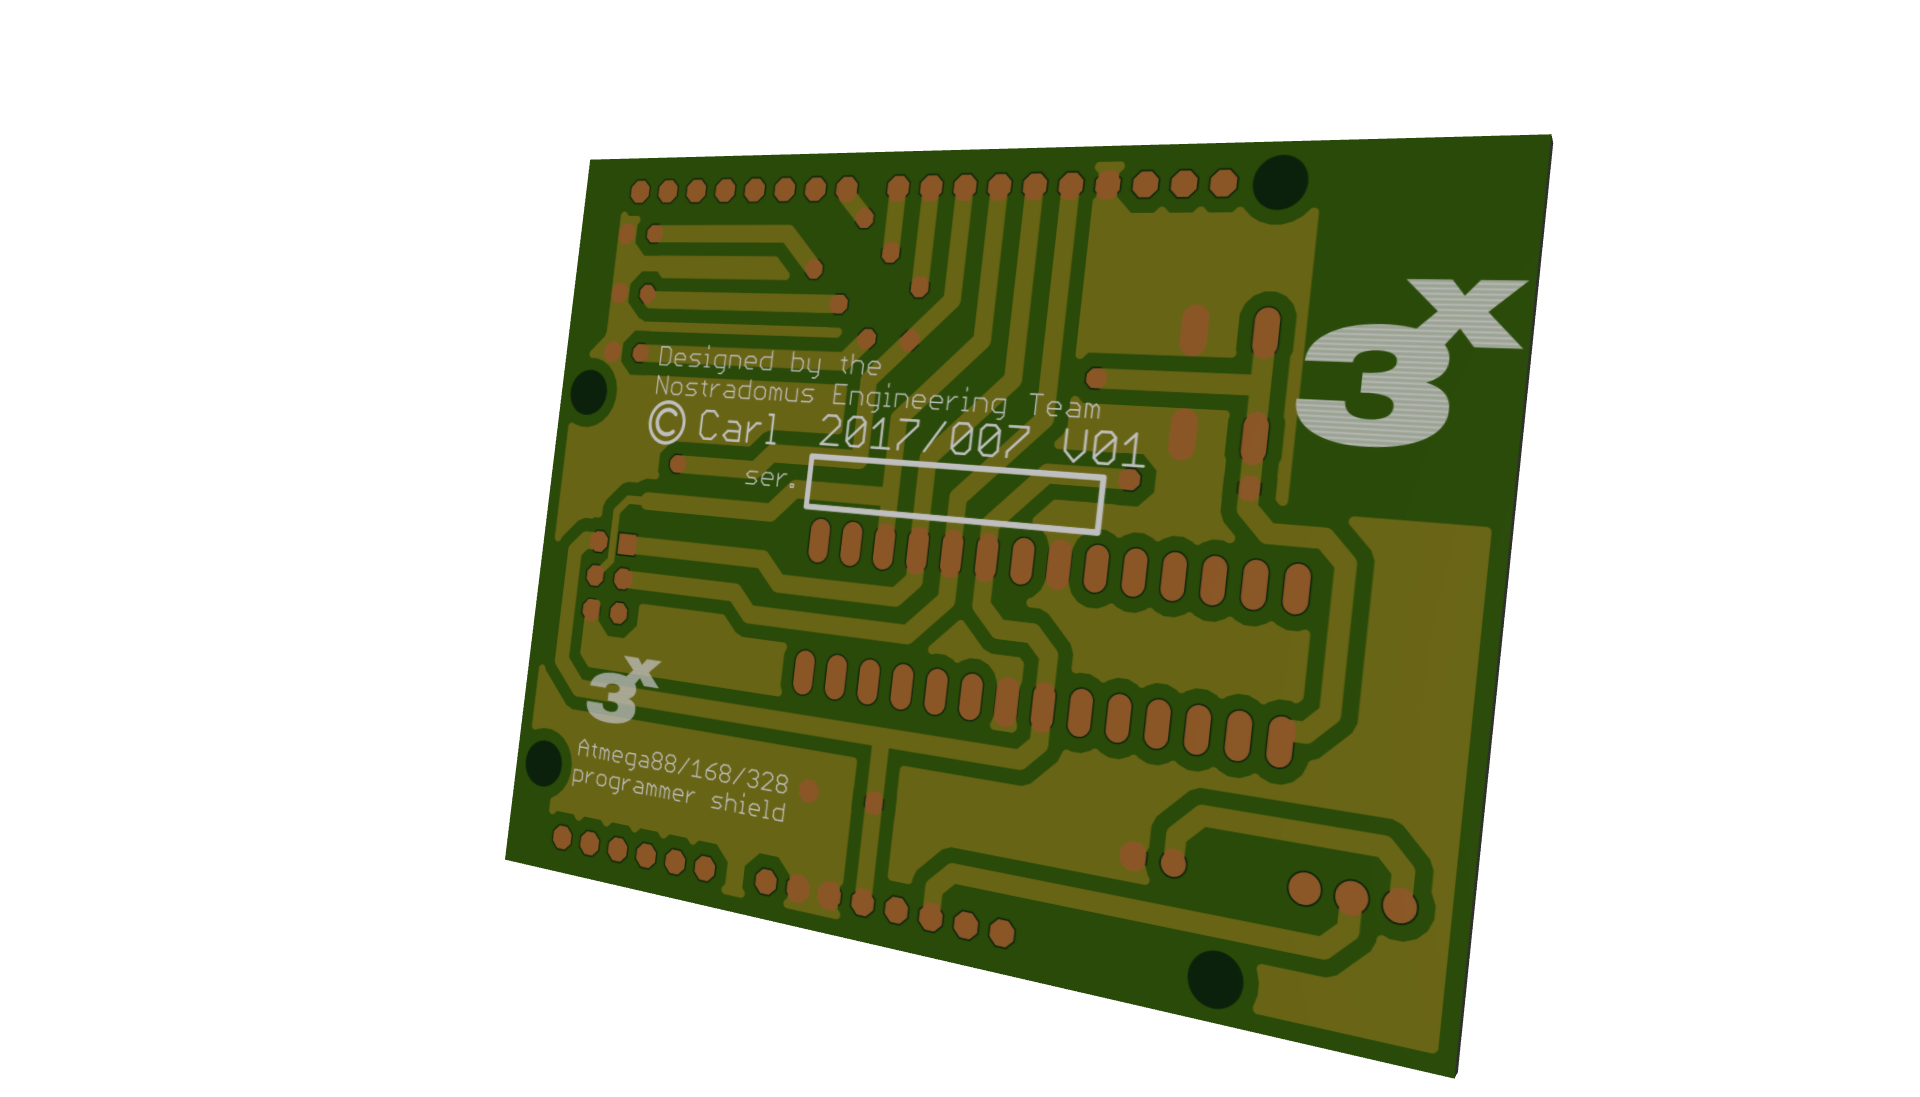 3x
Designed by the
Nostradomus Engineering Team
©Carl 2017/007 V01
ser.
3x
Atmega88/168/328
programmer shield